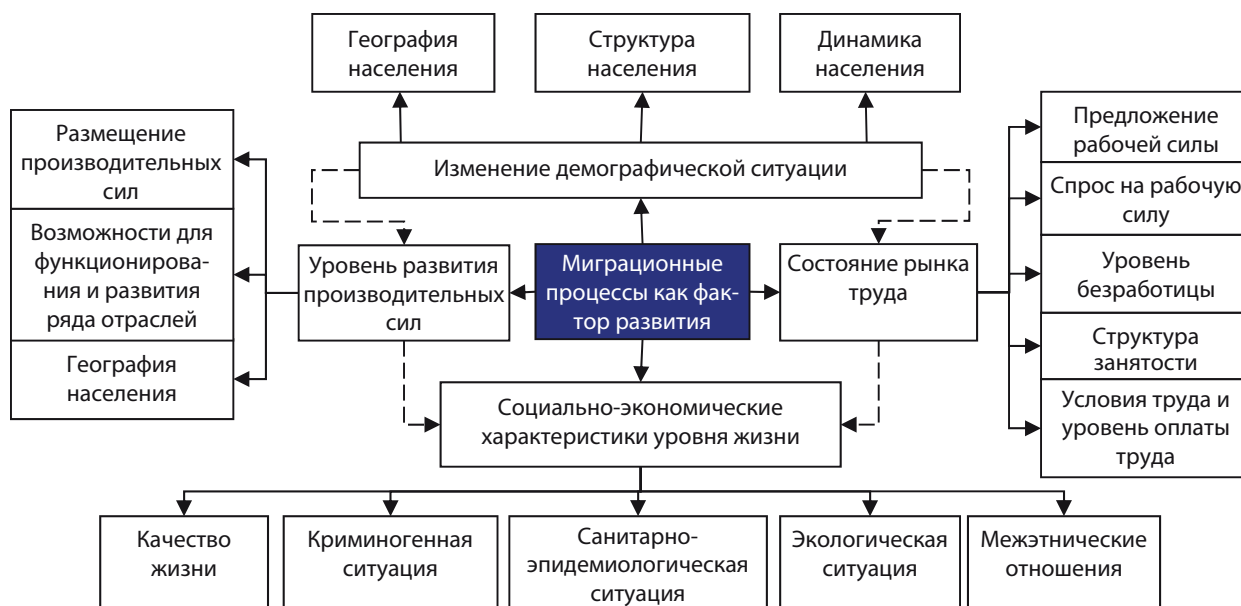 География
населения
Структура
населения
Динамика
населения
Размещение
производительных
сил
Возможности для
функционирова-
ния и развития
ряда отраслей
География
населения
Изменение демографической ситуации
Уровень развития
производительных
сил
Миграционные
процессы как фак-
тор развития
Состояние рынка
труда
Предложение
рабочей силы
Спрос на рабочую
силу
Уровень
безработицы
Структура
занятости
Условия труда и
уровень оплаты
труда
Социально-экономические
характеристики уровня жизни
Качество
жизни
Криминогенная
ситуация
Санитарно-
эпидемиологическая
ситуация
Экологическая
ситуация
Межэтнические
отношения